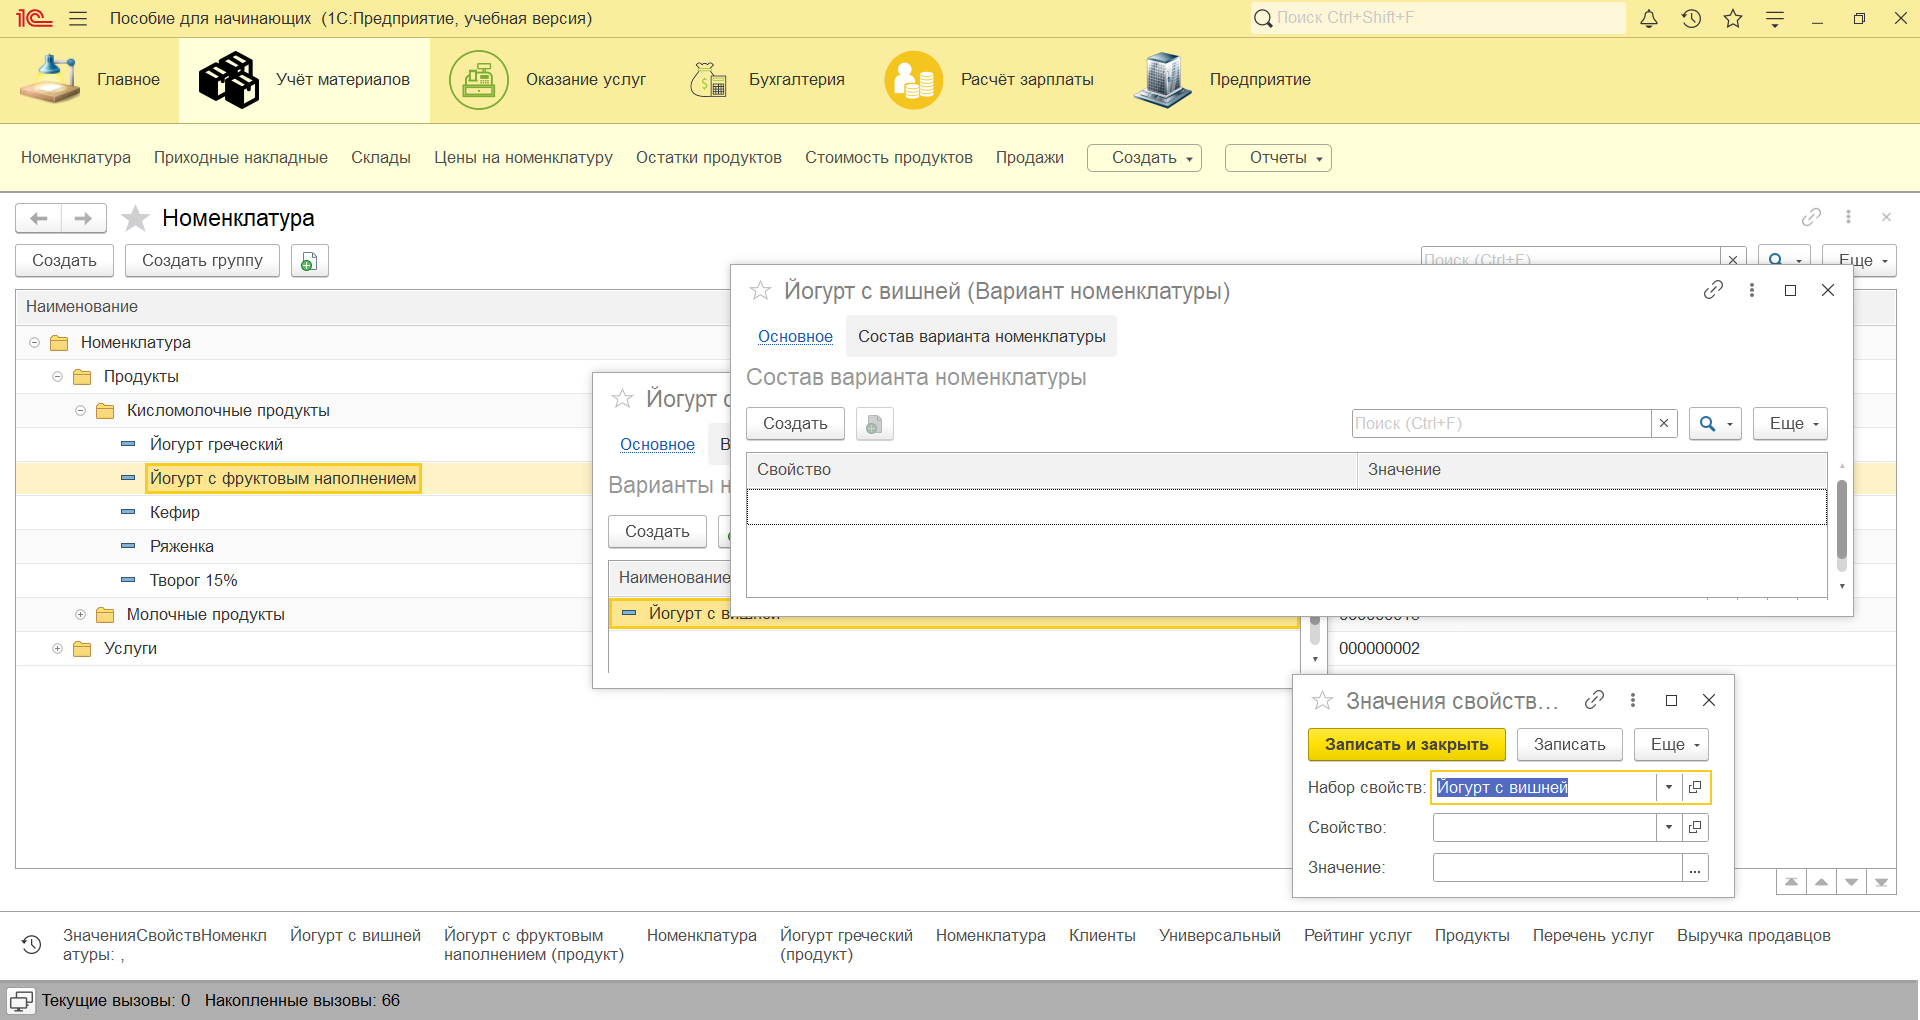 Пособие для начинающих (1С:Предприятие, учебная версия)
Поиск Ctrl+Shift+F
Главное
Учёт материалов
Оказание услуг
Бухгалтерия
Расчёт зарплаты
Предприятие
Номенклатура Приходные накладные Склады Цены на номенклатуру Остатки продуктов Стоимость продуктов Продажи Создать Отчеты
Номенклатура
Создать Создать группу
Поиск (Ctrl+F)
Еще
Наименование
Номенклатура
Продукты
Кисломолочные продукты
Йогурт греческий
Йогурт с фруктовым наполнением
Кефир
Ряженка
Творог 15%
Молочные продукты
Услуги
000000002
Йогурт с
Основное
В
Варианты н
Создать
Наименование
Йогурт с вишней
Йогурт с вишней (Вариант номенклатуры)
Основное Состав варианта номенклатуры
Состав варианта номенклатуры
Создать
Поиск (Ctrl+F)
Еще
Свойство Значение
Значения свойств...
Записать и закрыть Записать Еще
Набор свойств: Йогурт с вишней
Свойство:
Значение:
ЗначенияСвойствНоменкл
атуры: ,
Йогурт с вишней
Йогурт с фруктовым
наполнением (продукт)
Номенклатура
Йогурт греческий
(продукт)
Номенклатура
Клиенты
Универсальный
Рейтинг услуг
Продукты
Перечень услуг
Выручка продавцов
Текущие вызовы: 0 Накопленные вызовы: 66